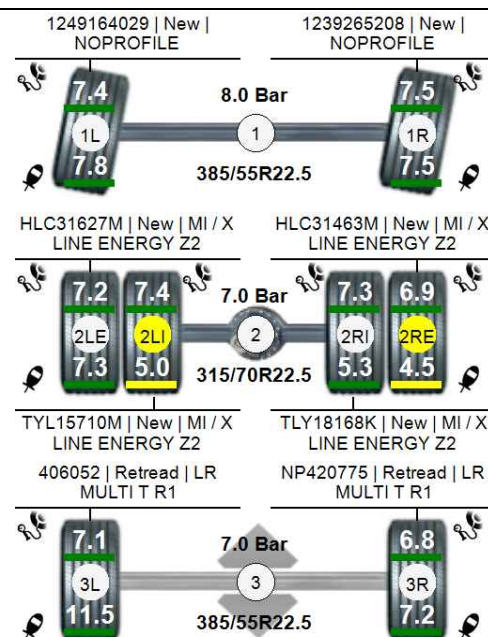 1249164029 | New |
NOPROFILE
1239265208 | New |
NOPROFILE
7.4
8.0 Bar
7.5
1L
1
1R
7.8
385/55R22.5
7.5
HLC31627M | New | MI / X
LINE ENERGY Z2
HLC31463M | New | MI / X
LINE ENERGY Z2
7.2
7.4
7.0 Bar
7.3
6.9
2LE
2LI
2
2RI
2RE
7.3
5.0
315/70R22.5
5.3
4.5
TYL15710M | New | MI / X
LINE ENERGY Z2
TLY18168K | New | MI / X
LINE ENERGY Z2
406052 | Retread | LR
MULTI T R1
NP420775 | Retread | LR
MULTI T R1
7.1
7.0 Bar
6.8
3L
3
3R
11.5
385/55R22.5
7.2